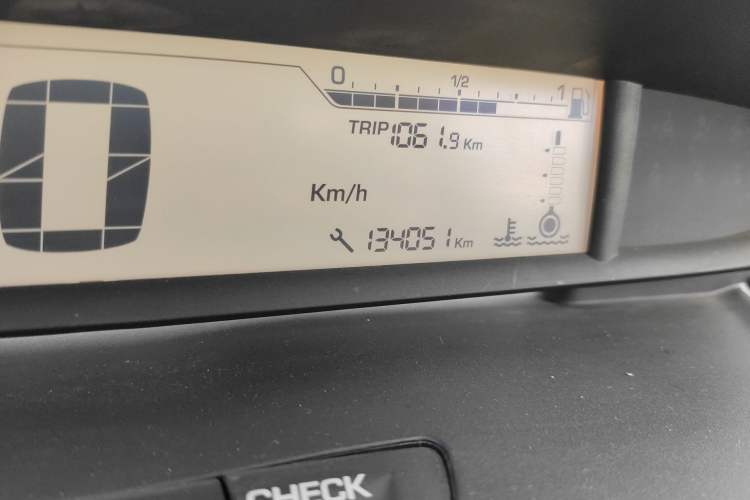 0 1/2 1
TRIP 1061.9 Km
0
Km/h
134051 Km
CHECK